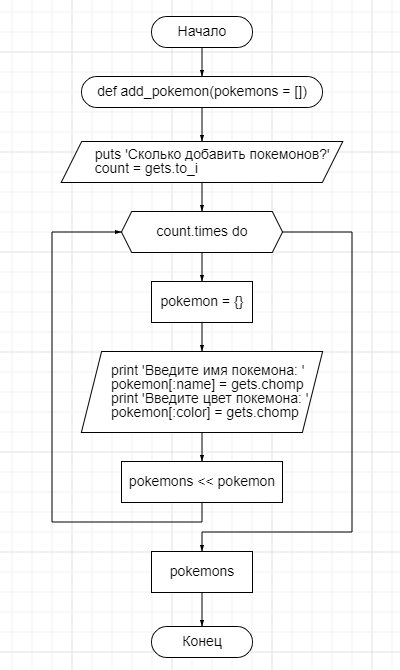 Начало
def add_pokemon(pokemons = [])
puts 'Сколько добавить покемонов?'
count = gets.to_i
count.times do
pokemon = {}
print 'Введите имя покемона: '
pokemon[:name] = gets.chomp
print 'Введите цвет покемона: '
pokemon[:color] = gets.chomp
pokemons << pokemon
pokemons
Конец